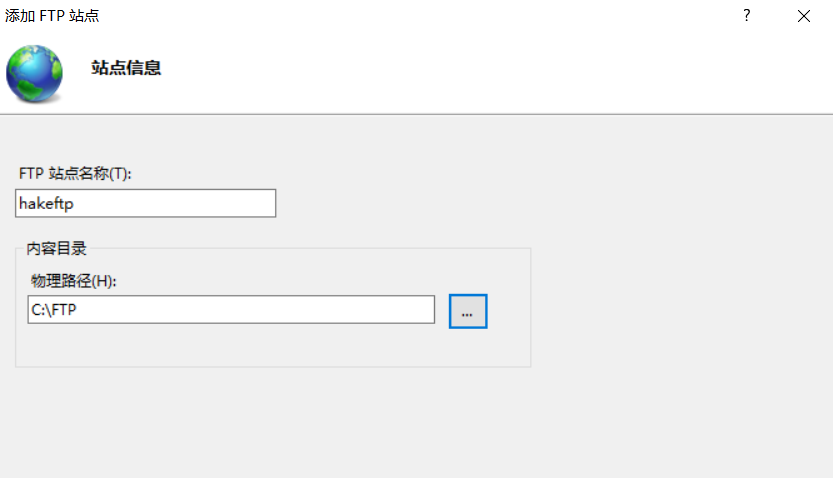 添加 FTP 站点
?
站点信息
FTP 站点名称(T):
hakeftp
内容目录
物理路径(H):
C:\FTP
...